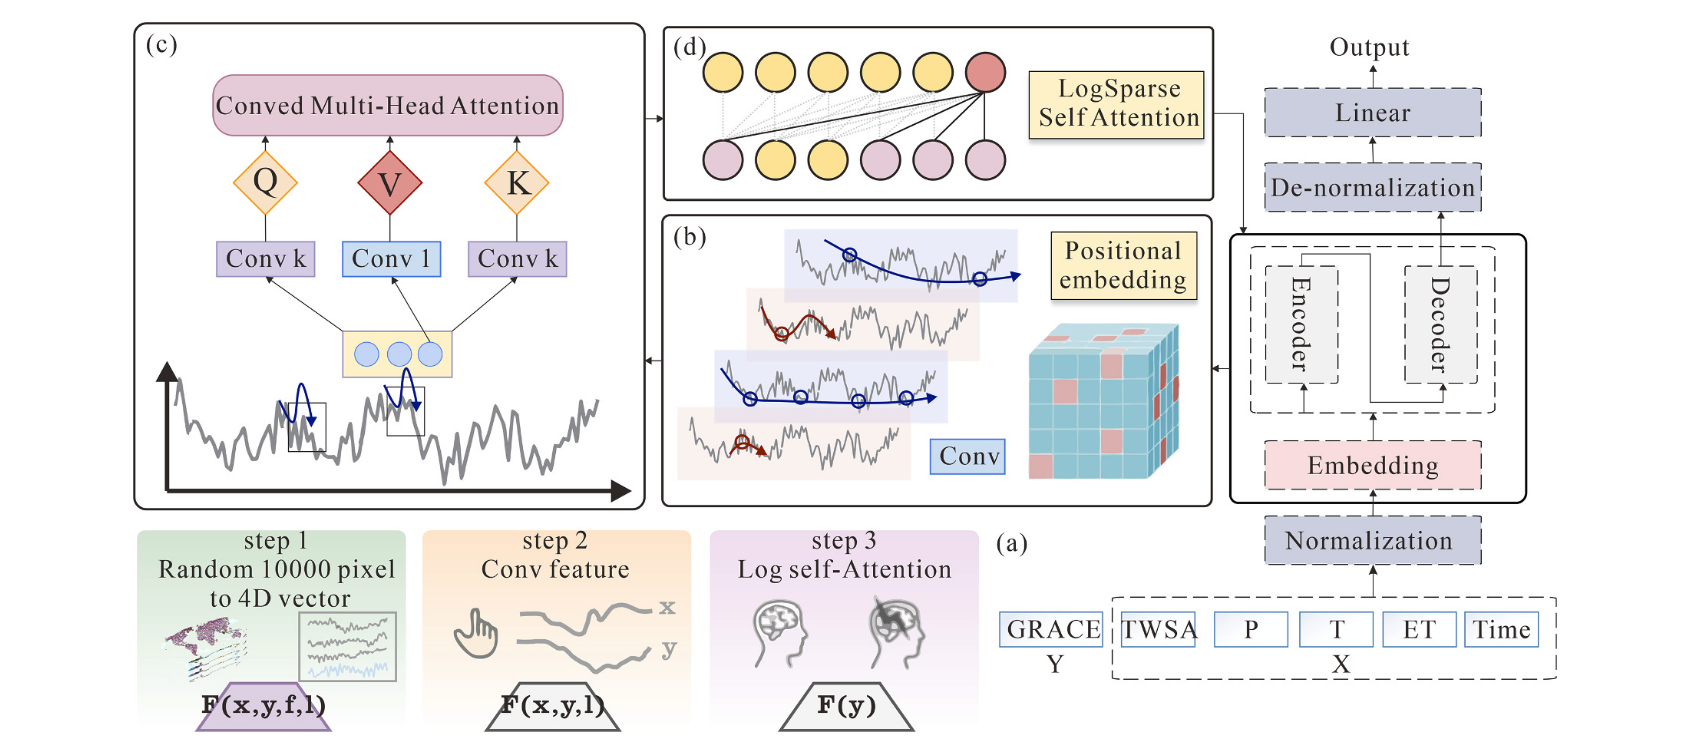 (c)
Conved Multi-Head Attention
Q
V
K
Conv k
Conv 1
Conv k
(d)
LogSparse
Self Attention
(b)
Positional
embedding
Conv
Output
Linear
De-normalization
Encoder
Decoder
Embedding
Normalization
(a)
GRACE
TWSA
P
T
ET
Time
Y
X
step 1
Random 10000 pixel
to 4D vector
F(x,y,f,l)
step 2
Conv feature
x
y
F(x,y,l)
step 3
Log self-Attention
F(y)